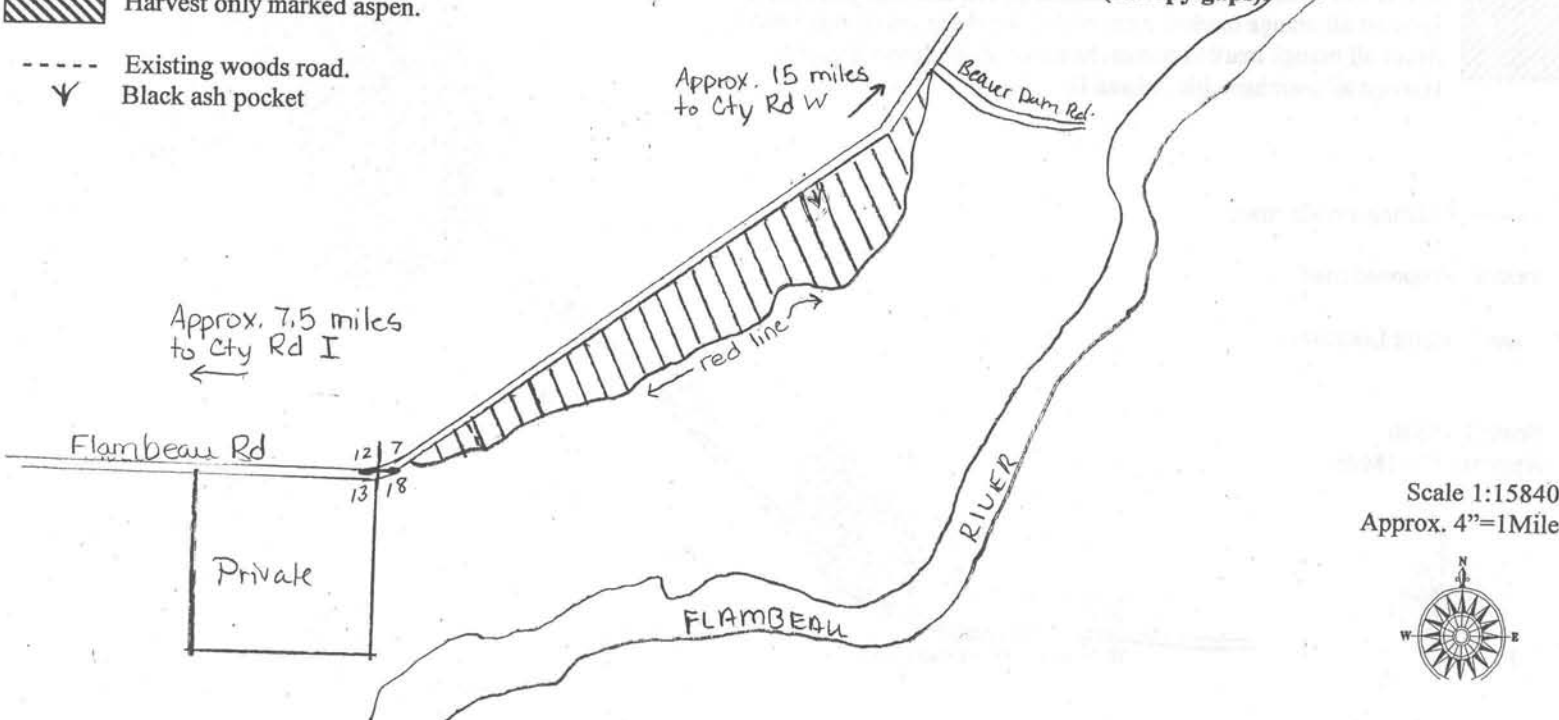 Harvest only marked aspen.
Existing woods road.
Black ash pocket
Approx. 15 miles
to Cty Rd W
Beaver Dam Rd.
Approx. 7.5 miles
to Cty Rd I
red line
Flambeau Rd
12 7
13 18
Private
RIVER
FLAMBEAU
Scale 1:15840
Approx. 4”=1Mile
N
W E